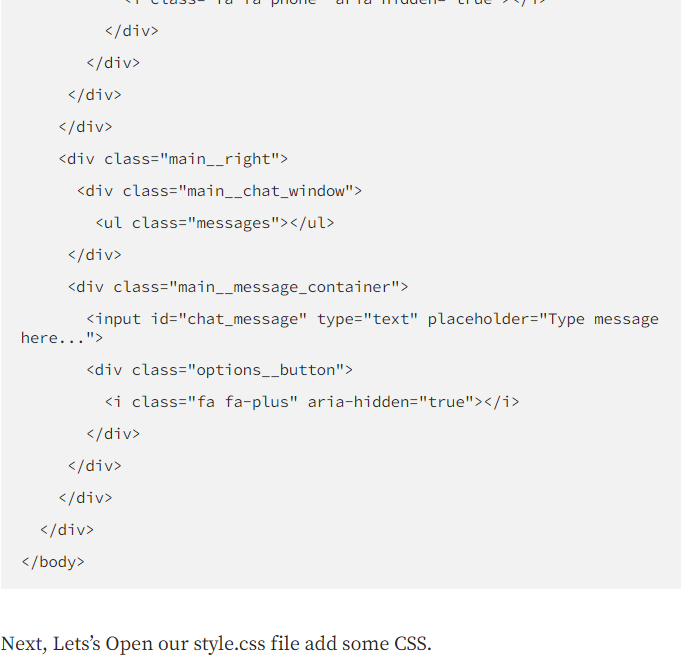 <i class="fa fa-phone" aria-hidden="true"></i>
</div>
</div>
</div>
</div>
<div class="main__right">
<div class="main__chat_window">
<ul class="messages"></ul>
</div>
<div class="main__message_container">
<input id="chat_message" type="text" placeholder="Type message
here...">
<div class="options__button">
<i class="fa fa-plus" aria-hidden="true"></i>
</div>
</div>
</div>
</div>
</body>
Next, Lets’s Open our style.css file add some CSS.